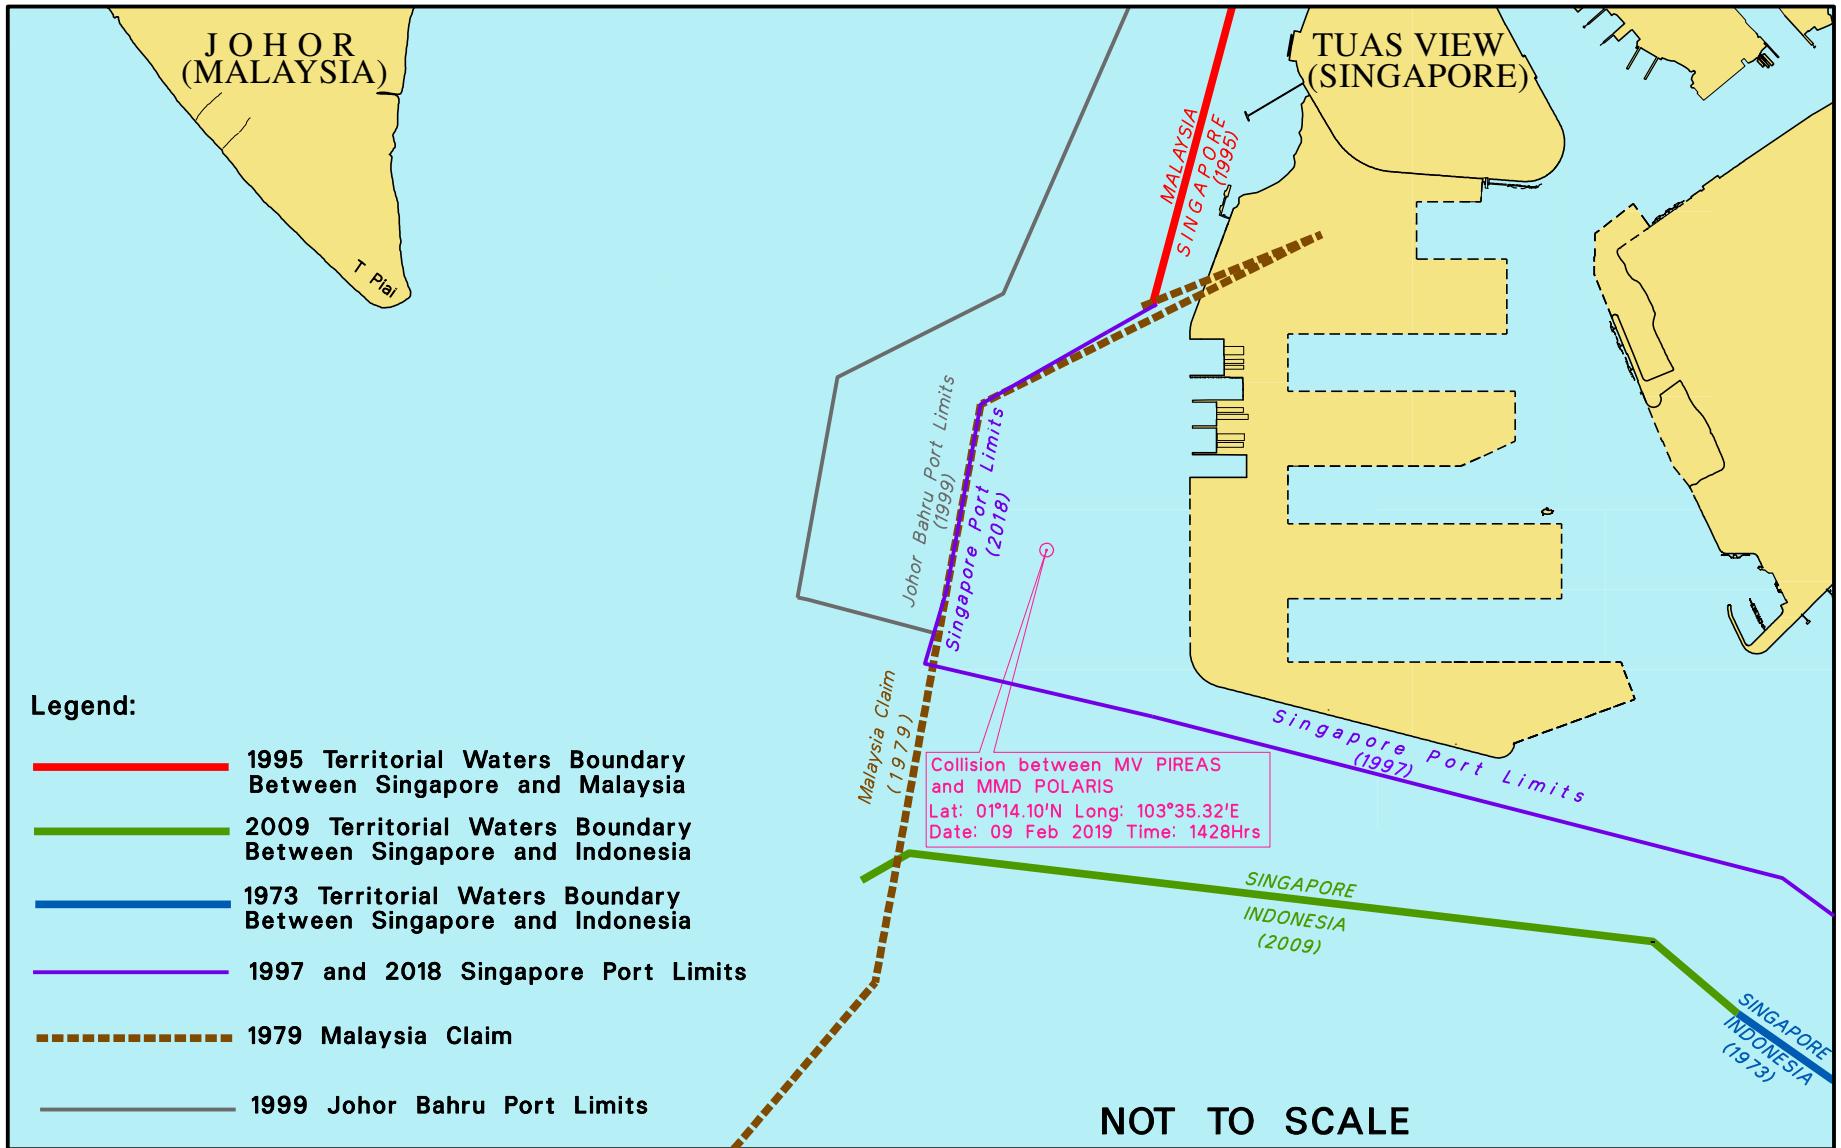 JOHOR
(MALAYSIA)
TUAS VIEW
(SINGAPORE)
T Piai
MALAYSIA
SINGAPORE
(1995)
Johor Bahru Port Limits
(1999)
Singapore Port Limits
(2018)
Malaysia Claim
(1979)
Collision between MV PIREAS
and MMD POLARIS
Lat: 01°14.10'N Long: 103°35.32'E
Date: 09 Feb 2019 Time: 1428Hrs
Singapore Port Limits
(1997)
SINGAPORE
INDONESIA
(2009)
SINGAPORE
INDONESIA
(1973)
Legend:
1995 Territorial Waters Boundary
Between Singapore and Malaysia
2009 Territorial Waters Boundary
Between Singapore and Indonesia
1973 Territorial Waters Boundary
Between Singapore and Indonesia
1997 and 2018 Singapore Port Limits
1979 Malaysia Claim
1999 Johor Bahru Port Limits
NOT TO SCALE